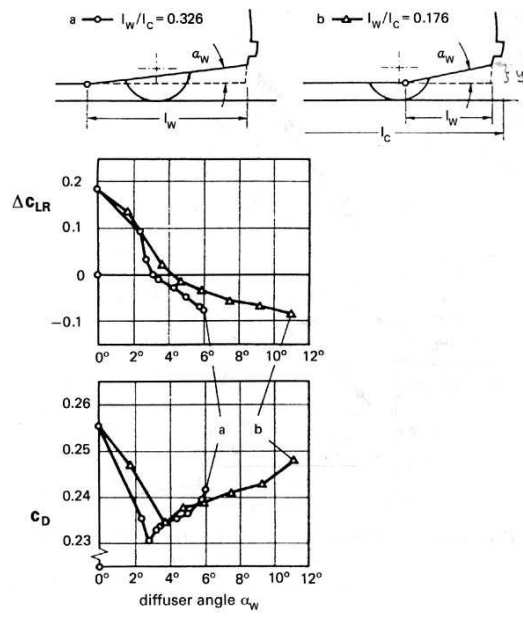 a l_W/l_C = 0.326
b l_W/l_C = 0.176
α_W
α_W
y
l_W
l_W
l_C
Δc_LR
0.2
0.1
0
−0.1
0° 2° 4° 6° 8° 10° 12°
a b
c_D
0.26
0.25
0.24
0.23
0° 2° 4° 6° 8° 10° 12°
diffuser angle α_W